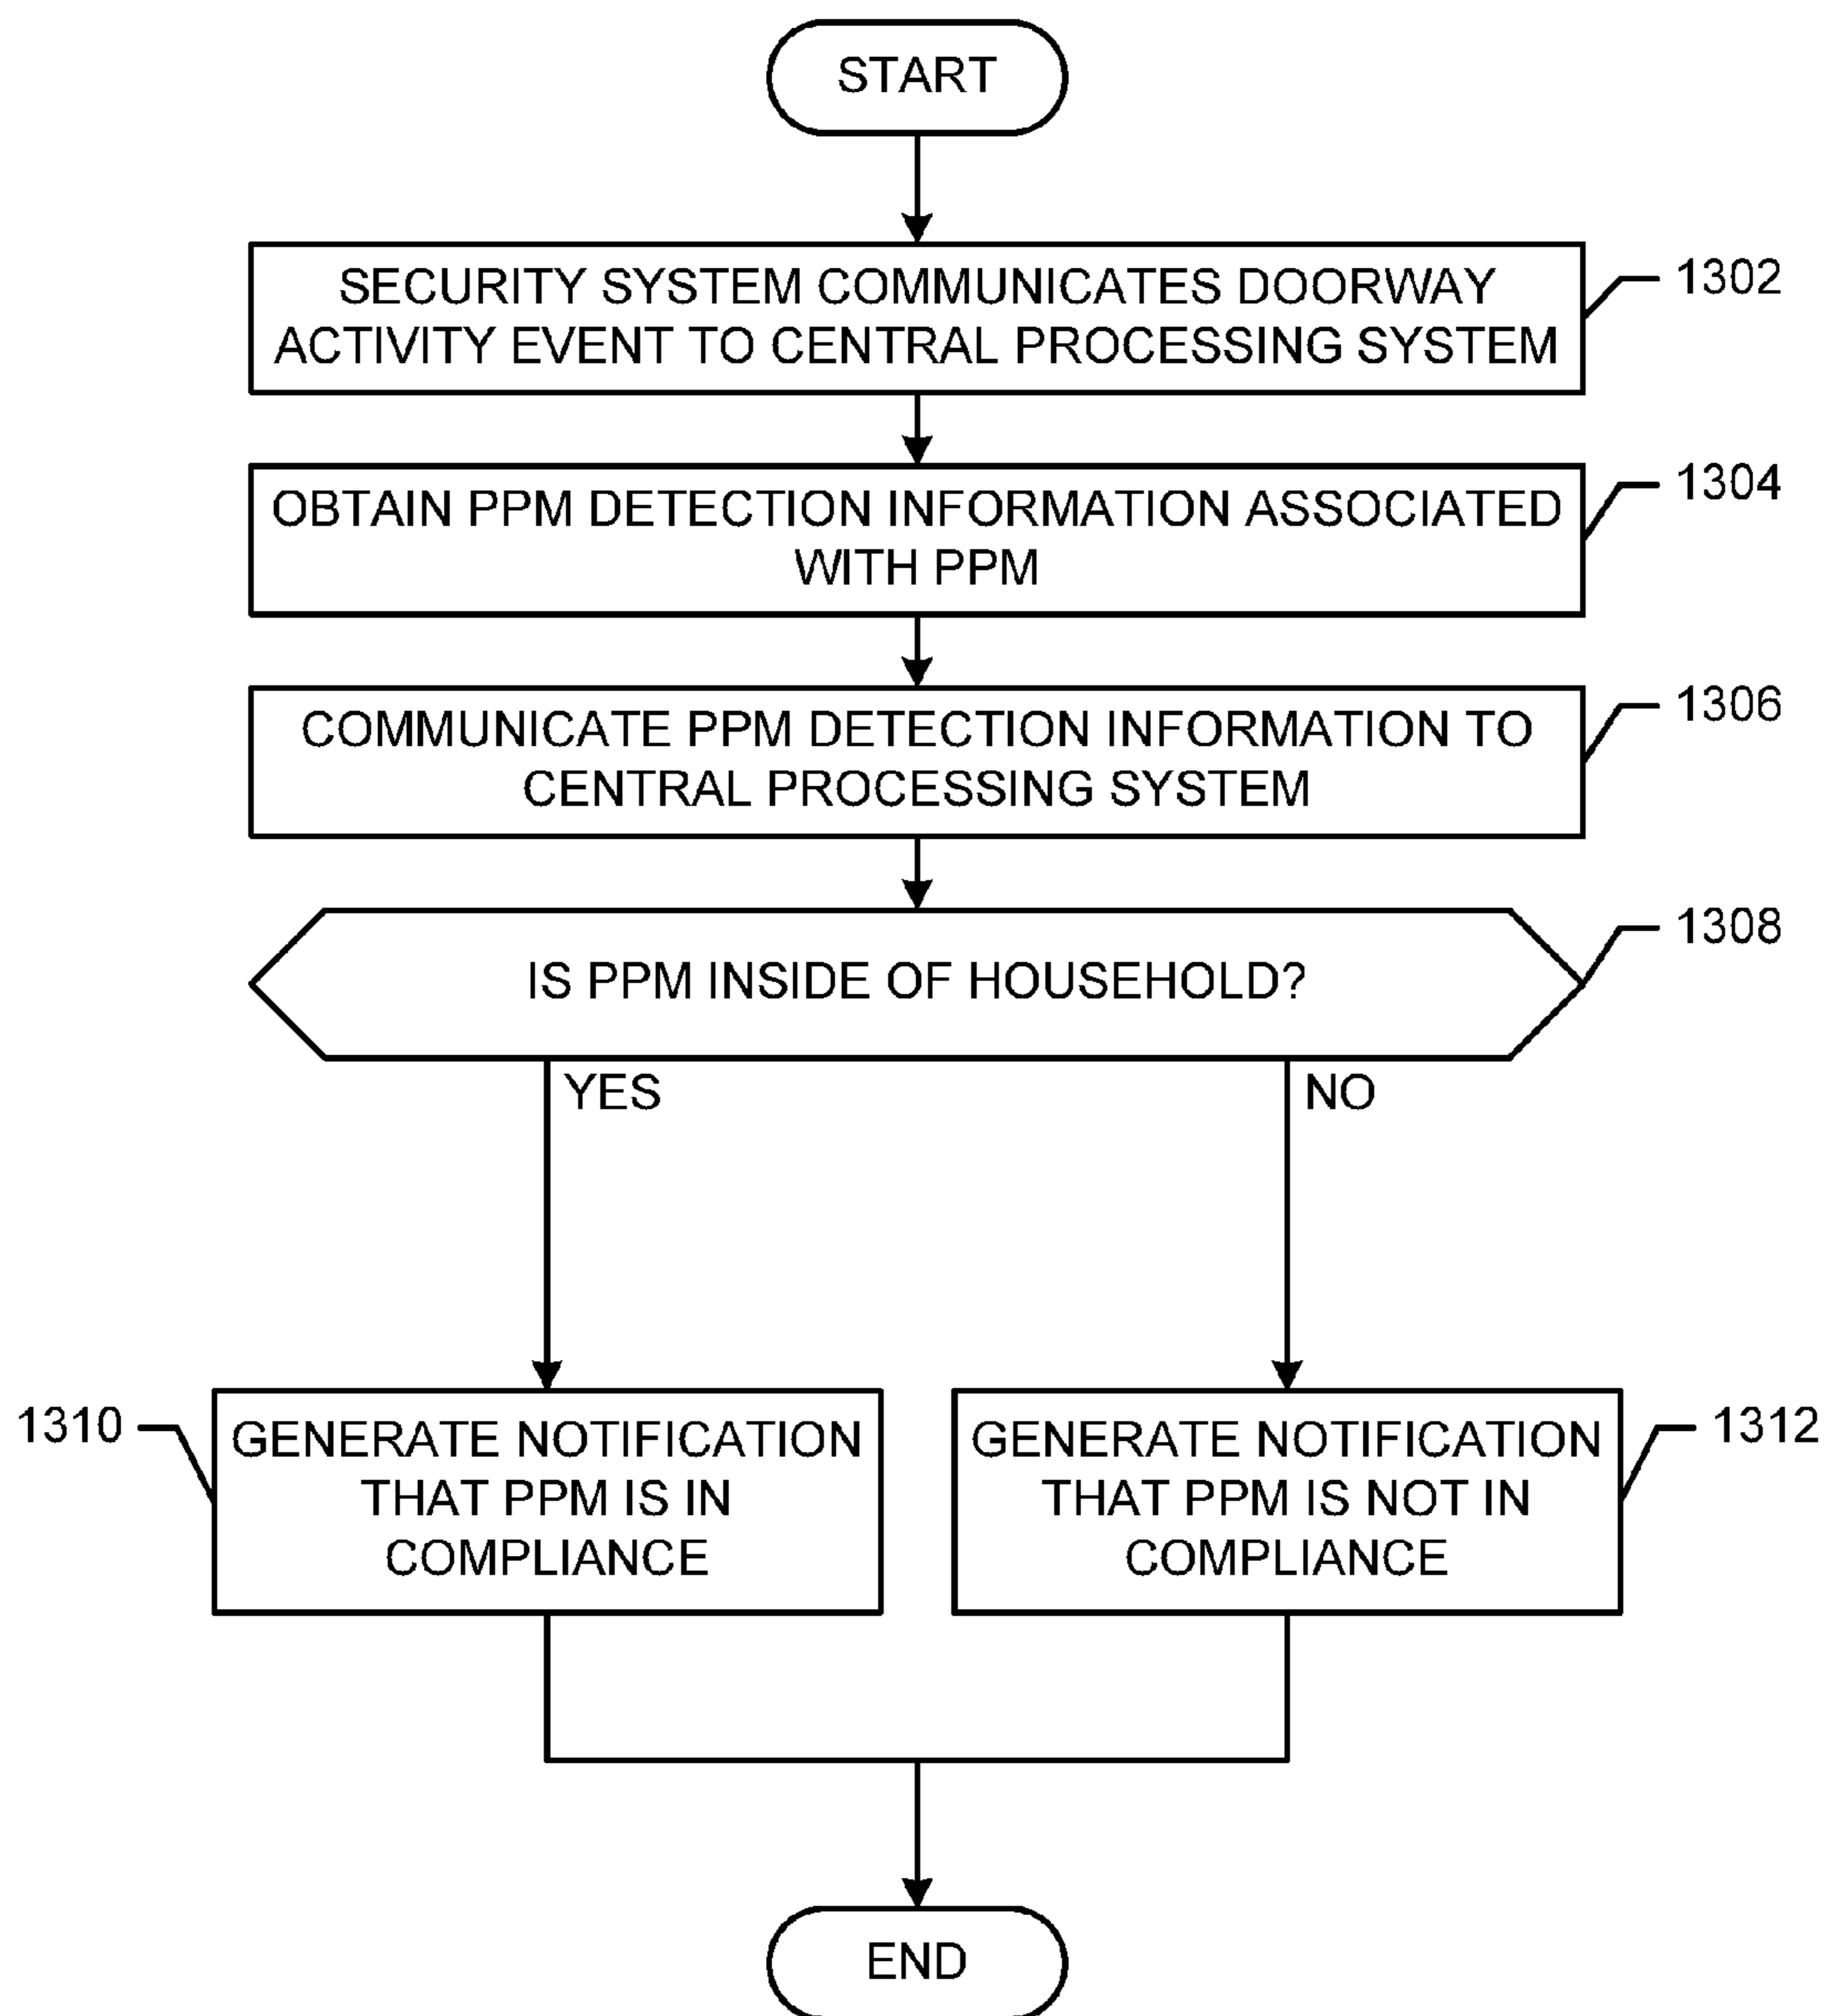 START
SECURITY SYSTEM COMMUNICATES DOORWAY
ACTIVITY EVENT TO CENTRAL PROCESSING SYSTEM
1302
OBTAIN PPM DETECTION INFORMATION ASSOCIATED
WITH PPM
1304
COMMUNICATE PPM DETECTION INFORMATION TO
CENTRAL PROCESSING SYSTEM
1306
IS PPM INSIDE OF HOUSEHOLD?
1308
YES
NO
1310
GENERATE NOTIFICATION
THAT PPM IS IN
COMPLIANCE
GENERATE NOTIFICATION
THAT PPM IS NOT IN
COMPLIANCE
1312
END